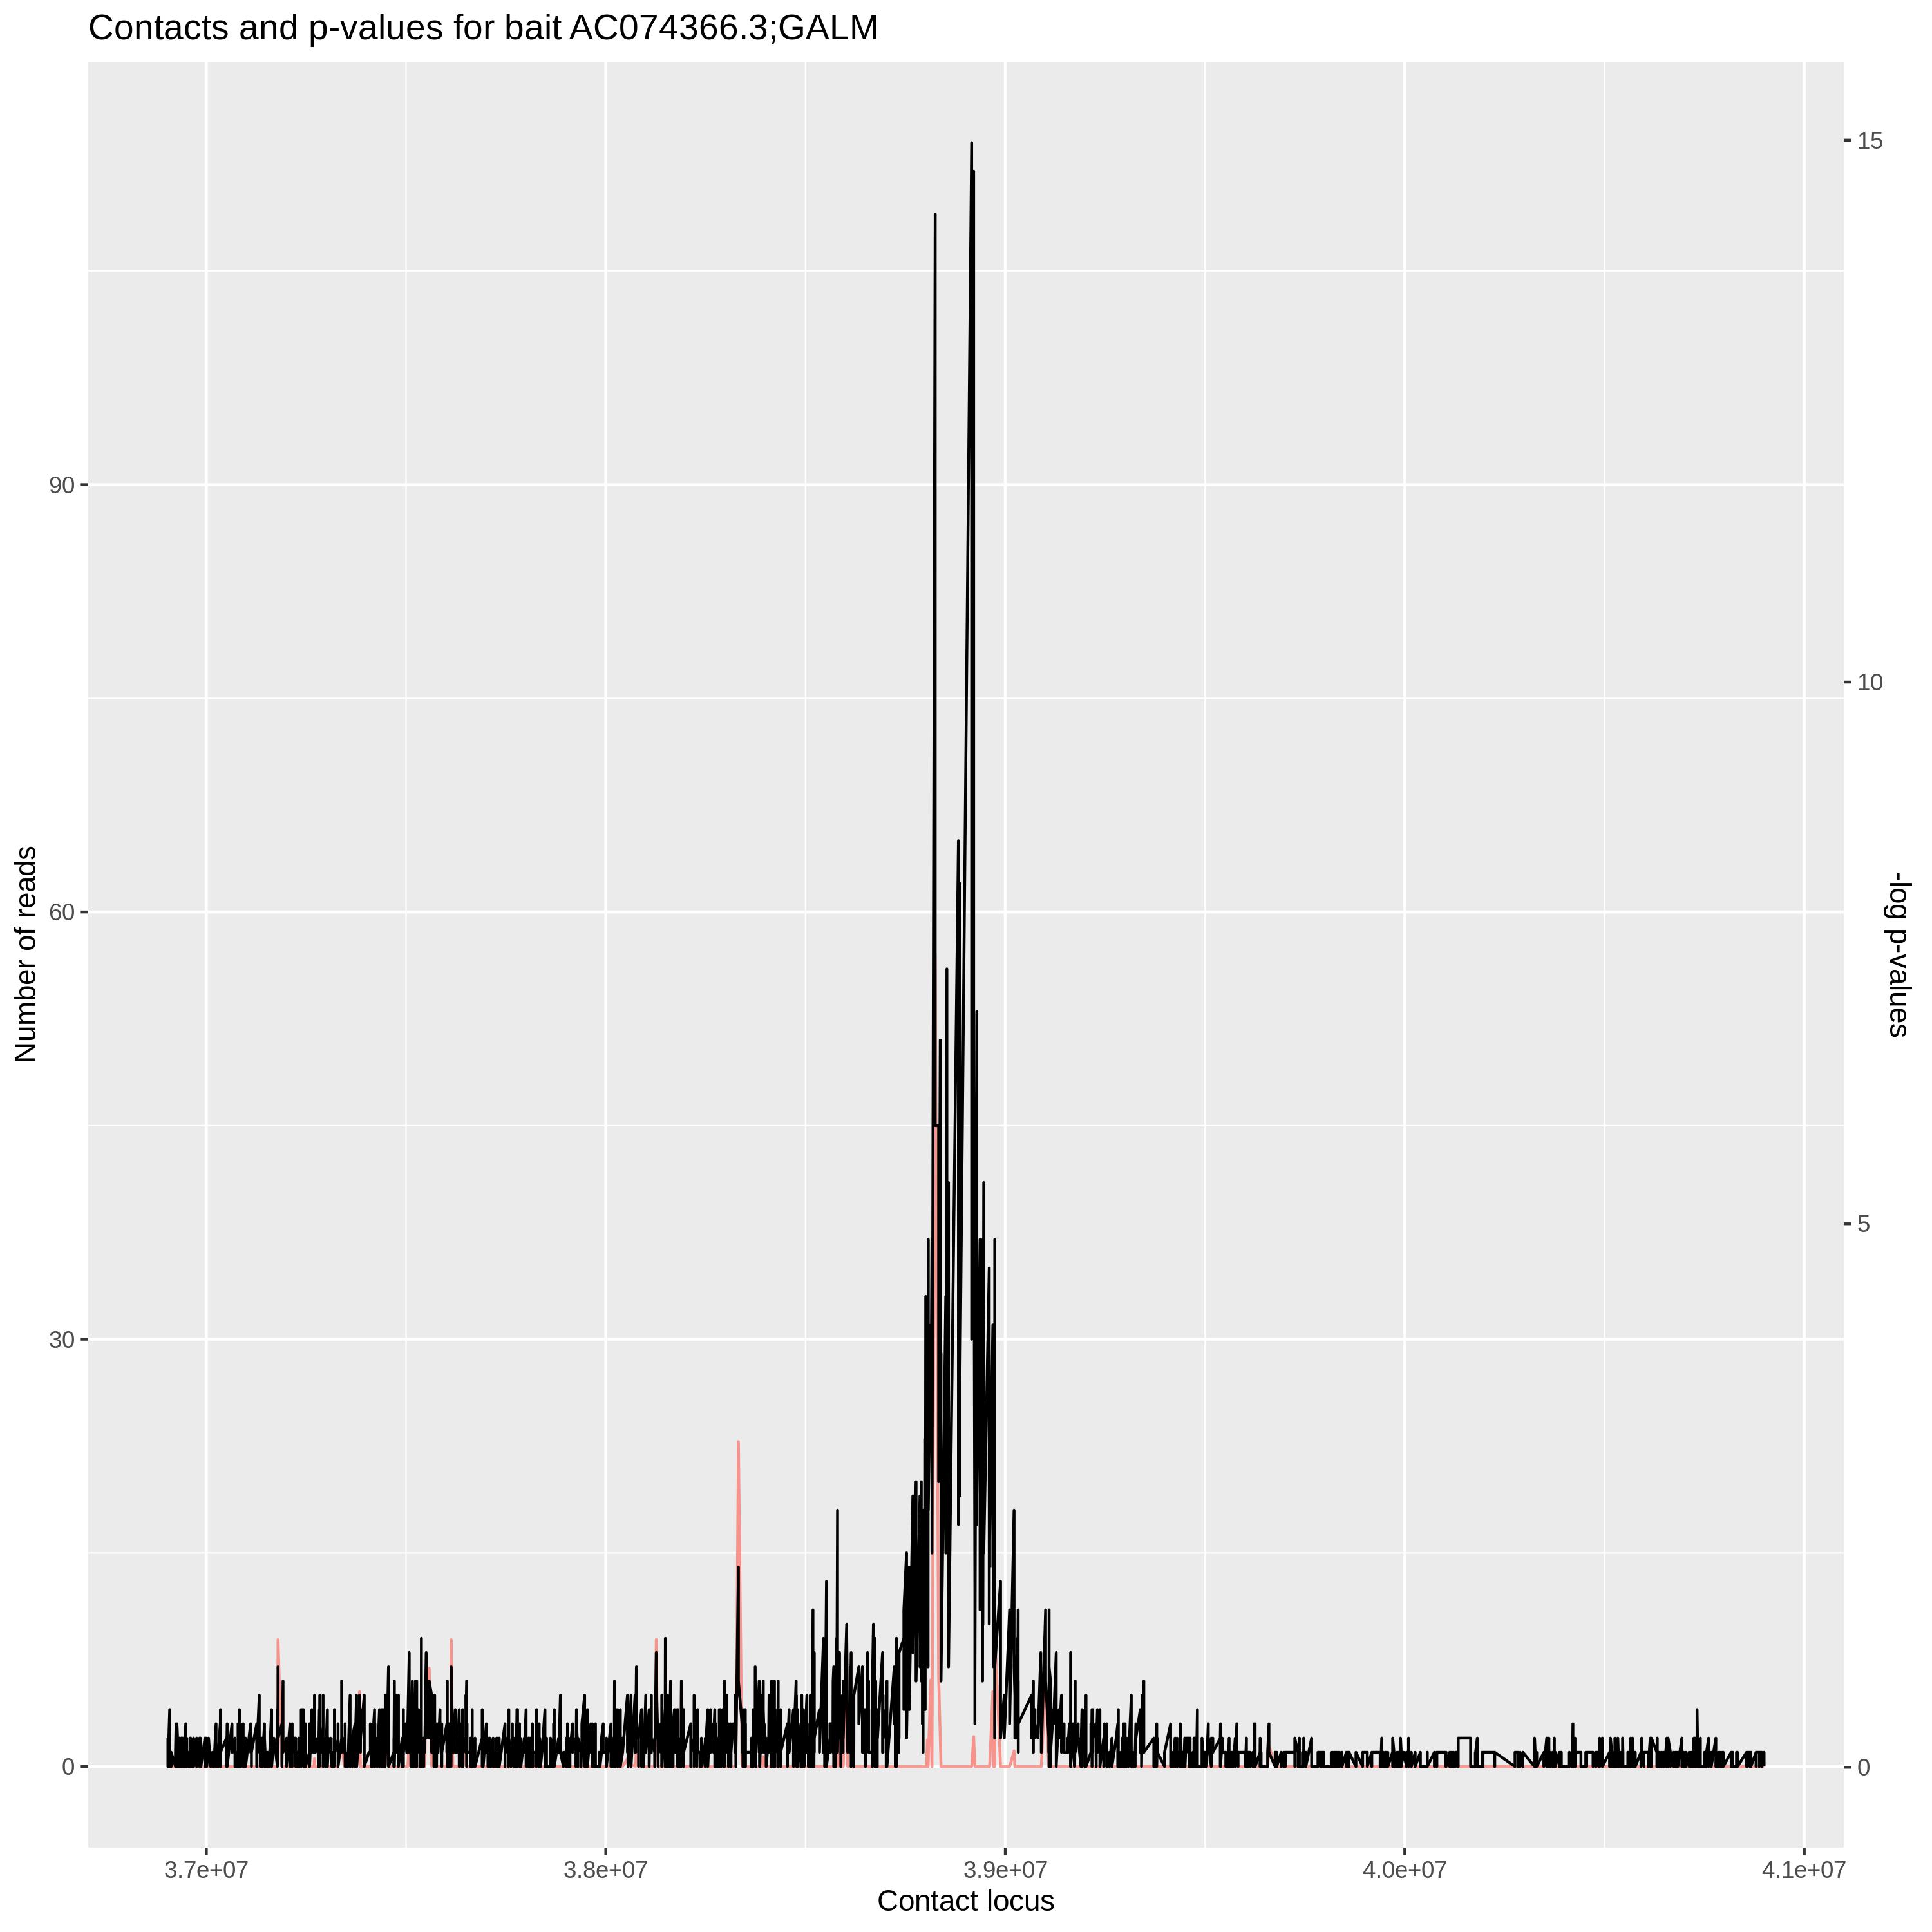 Contacts and p-values for bait AC074366.3;GALM
Number of reads
90
60
30
0
15
10
5
0
-log p-values
3.7e+07 3.8e+07 3.9e+07 4.0e+07 4.1e+07
Contact locus